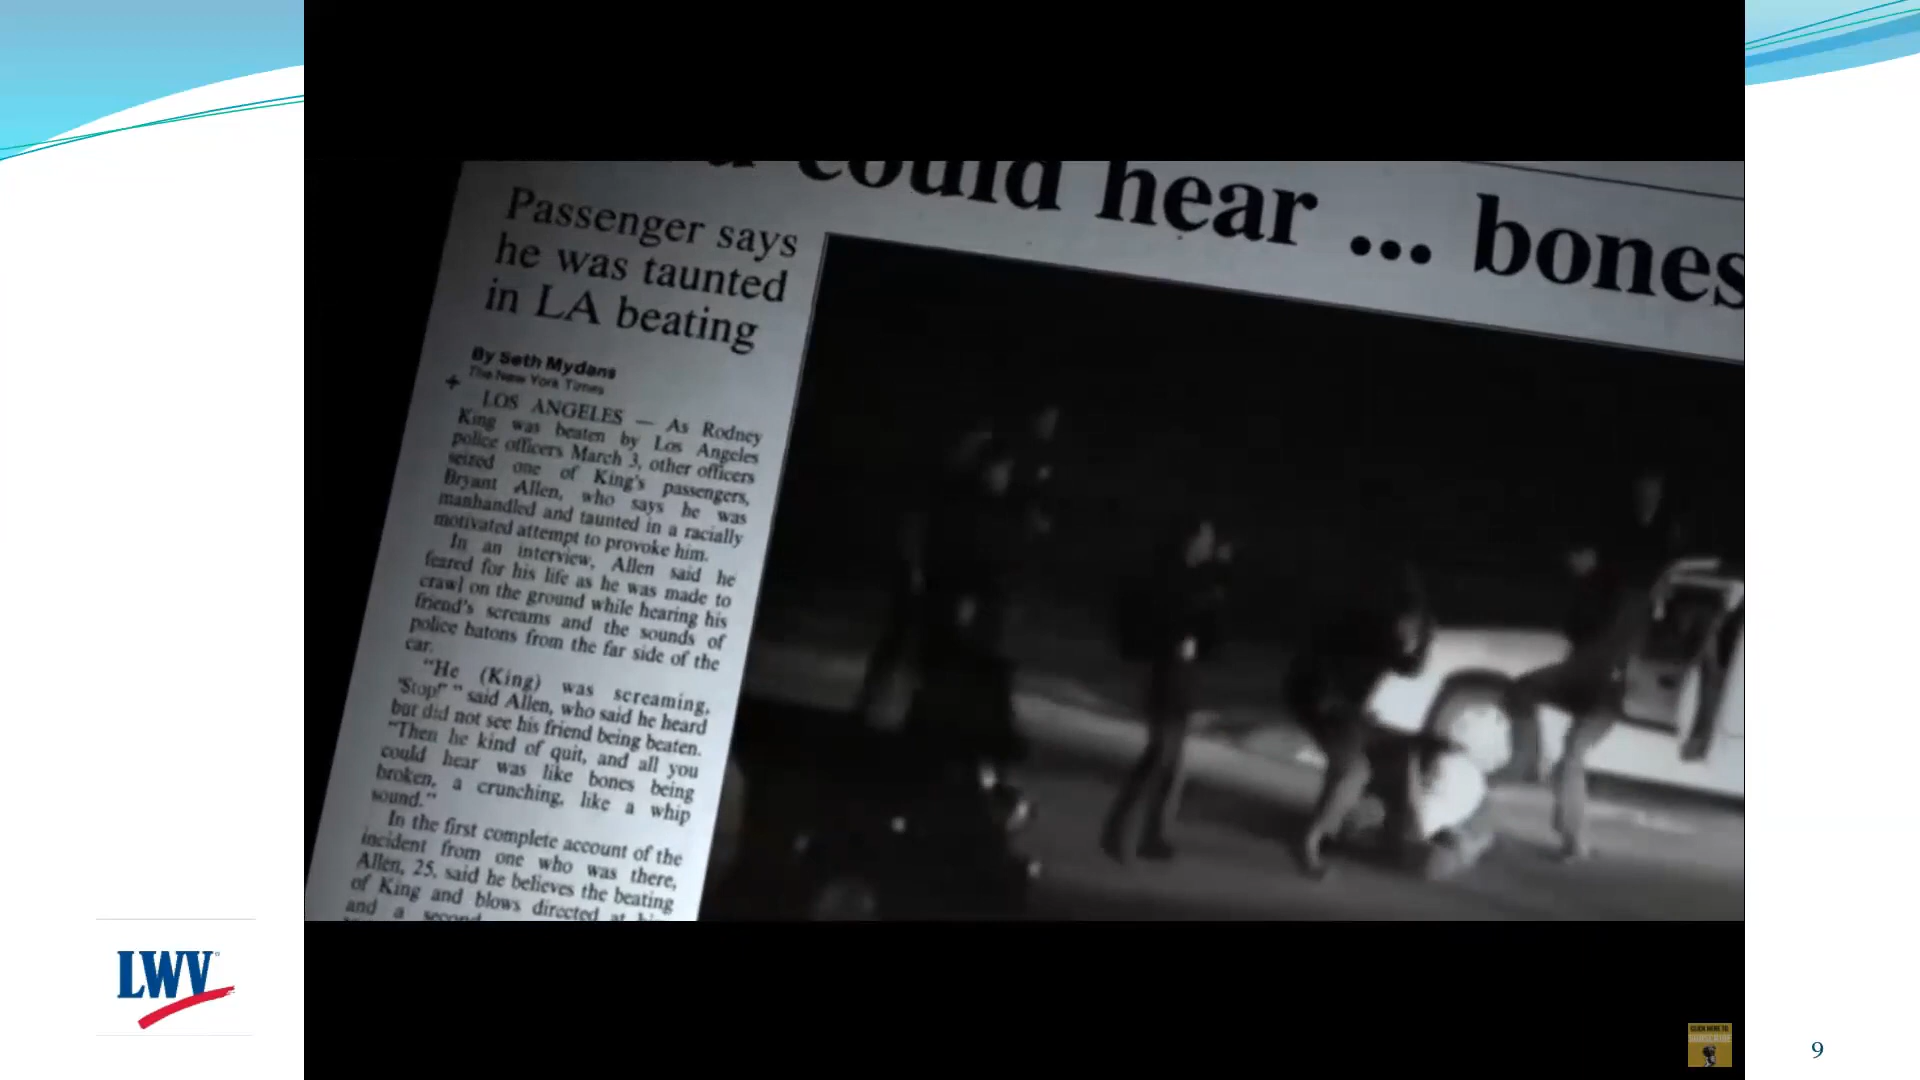 could hear ... bones
Passenger says
he was taunted
in LA beating
By Seth Mydans
The New York Times
LOS ANGELES — As Rodney
King was beaten by Los Angeles
police officers March 3, other officers
seized one of King's passengers,
Bryant Allen, who says he was
manhandled and taunted in a racially
motivated attempt to provoke him.
In an interview, Allen said he
feared for his life as he was made to
crawl on the ground while hearing his
friend's screams and the sounds of
police batons from the far side of the
car.
"He (King) was screaming,
'Stop!' " said Allen, who said he heard
but did not see his friend being beaten.
"Then he kind of quit, and all you
could hear was like bones being
broken, a crunching, like a whip
sound."
In the first complete account of the
incident from one who was there,
Allen, 25, said he believes the beating
of King and blows directed at
and a second
LWV
CLICK HERE TO
SUBSCRIBE
9